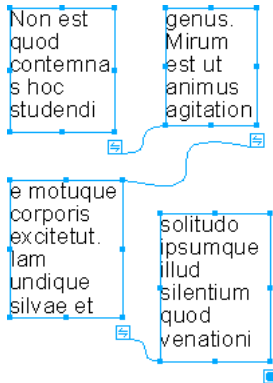 Non est
quod
contemna
s hoc
studendi
genus.
Mirum
est ut
animus
agitation
e motuque
corporis
excitetut.
Iam
undique
silvae et
solitudo
ipsumque
illud
silentium
quod
venationi